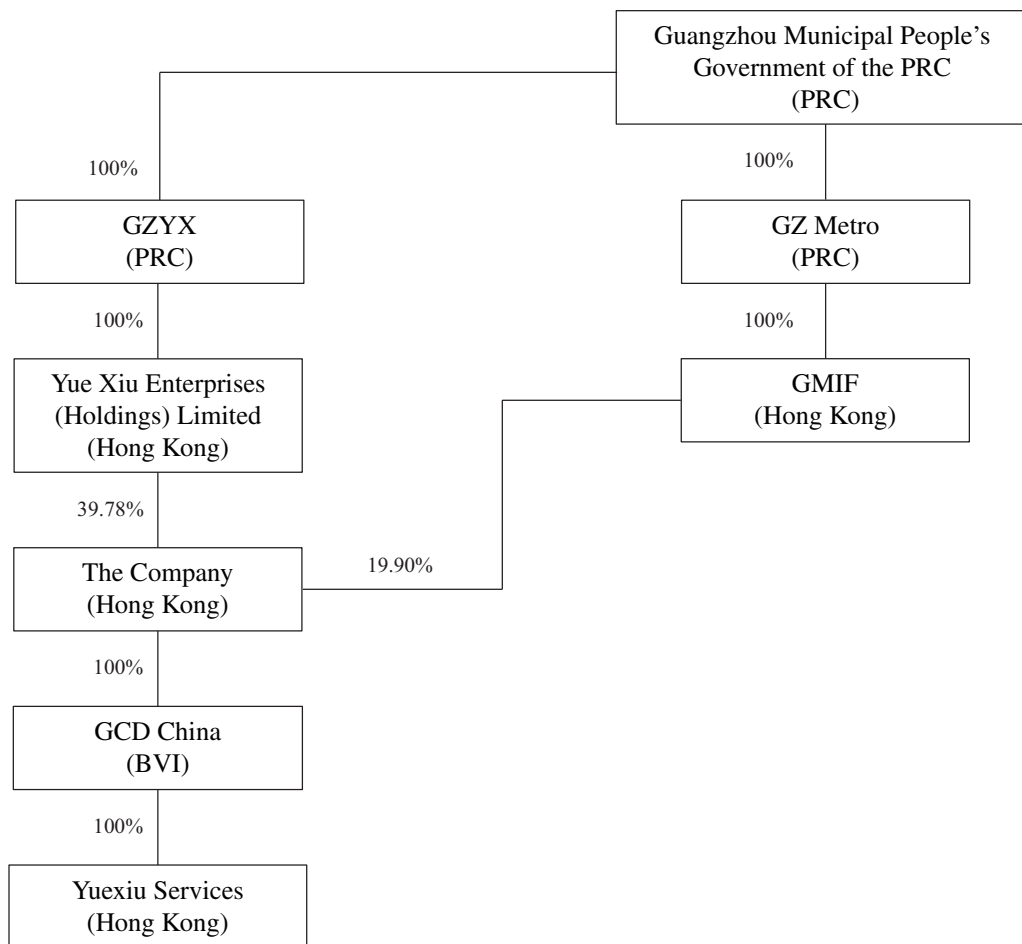 Guangzhou Municipal People's
Government of the PRC
(PRC)
100%
100%
GZYX
(PRC)
GZ Metro
(PRC)
100%
100%
Yue Xiu Enterprises
(Holdings) Limited
(Hong Kong)
GMIF
(Hong Kong)
39.78%
The Company
(Hong Kong)
19.90%
100%
GCD China
(BVI)
100%
Yuexiu Services
(Hong Kong)